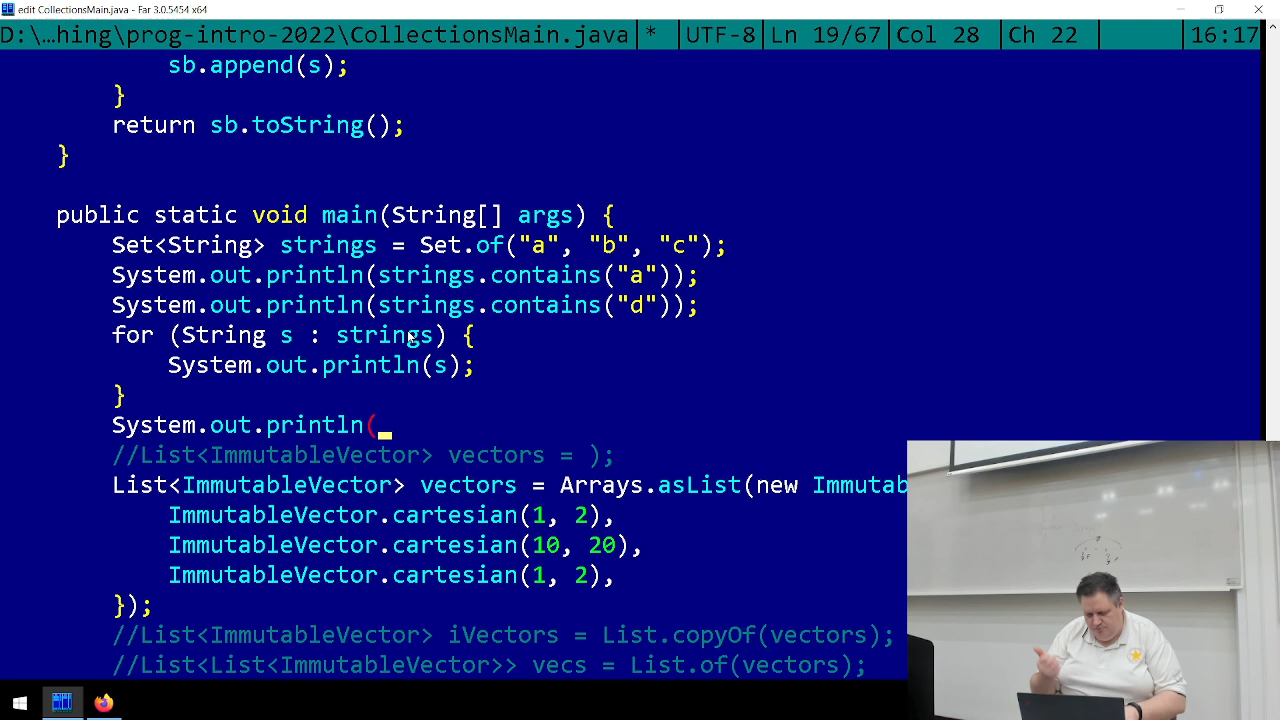 edit CollectionsMain.java - Far 3.0.5454 x64
D:\…hing\prog-intro-2022\CollectionsMain.java * UTF-8 Ln 19/67 Col 28 Ch 22 16:17
sb.append(s);
}
return sb.toString();
}
public static void main(String[] args) {
Set<String> strings = Set.of("a", "b", "c");
System.out.println(strings.contains("a"));
System.out.println(strings.contains("d"));
for (String s : strings) {
System.out.println(s);
}
System.out.println(
//List<ImmutableVector> vectors = );
List<ImmutableVector> vectors = Arrays.asList(new Immutab
ImmutableVector.cartesian(1, 2),
ImmutableVector.cartesian(10, 20),
ImmutableVector.cartesian(1, 2),
});
//List<ImmutableVector> iVectors = List.copyOf(vectors);
//List<List<ImmutableVector>> vecs = List.of(vectors);